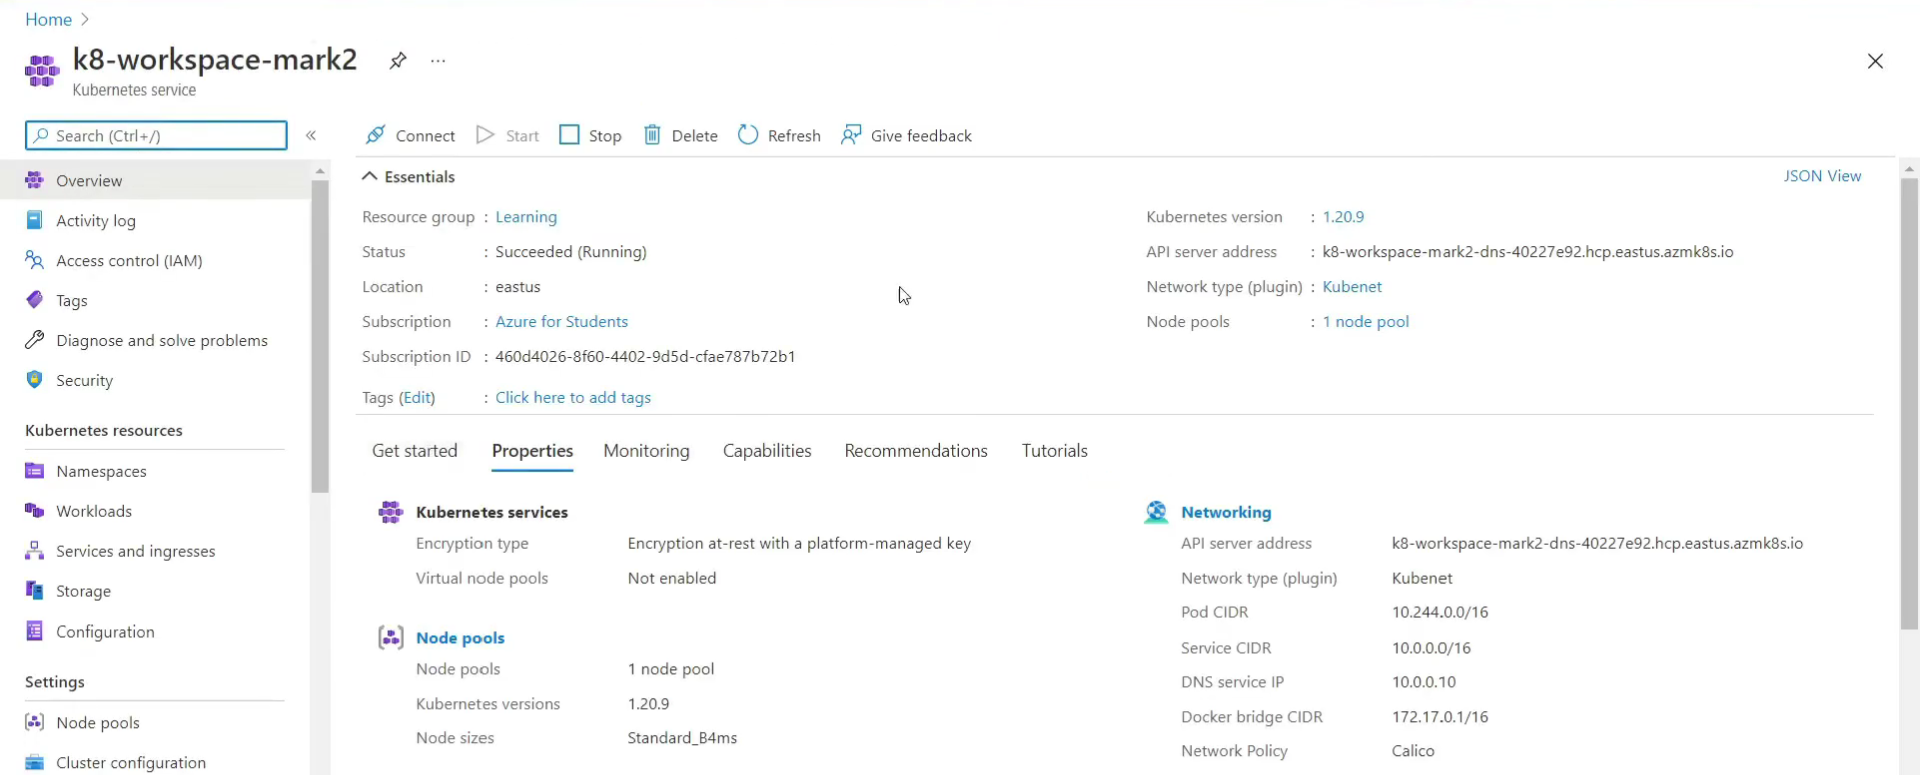 Home
k8-workspace-mark2
Kubernetes service
Search (Ctrl+/)
Connect Start Stop Delete Refresh Give feedback
Overview
Activity log
Access control (IAM)
Tags
Diagnose and solve problems
Security
Kubernetes resources
Namespaces
Workloads
Services and ingresses
Storage
Configuration
Settings
Node pools
Cluster configuration
Essentials
JSON View
Resource group : Learning
Status : Succeeded (Running)
Location : eastus
Subscription : Azure for Students
Subscription ID : 460d4026-8f60-4402-9d5d-cfae787b72b1
Tags (Edit) : Click here to add tags
Kubernetes version : 1.20.9
API server address : k8-workspace-mark2-dns-40227e92.hcp.eastus.azmk8s.io
Network type (plugin) : Kubenet
Node pools : 1 node pool
Get started Properties Monitoring Capabilities Recommendations Tutorials
Kubernetes services
Encryption type Encryption at-rest with a platform-managed key
Virtual node pools Not enabled
Node pools
Node pools 1 node pool
Kubernetes versions 1.20.9
Node sizes Standard_B4ms
Networking
API server address k8-workspace-mark2-dns-40227e92.hcp.eastus.azmk8s.io
Network type (plugin) Kubenet
Pod CIDR 10.244.0.0/16
Service CIDR 10.0.0.0/16
DNS service IP 10.0.0.10
Docker bridge CIDR 172.17.0.1/16
Network Policy Calico